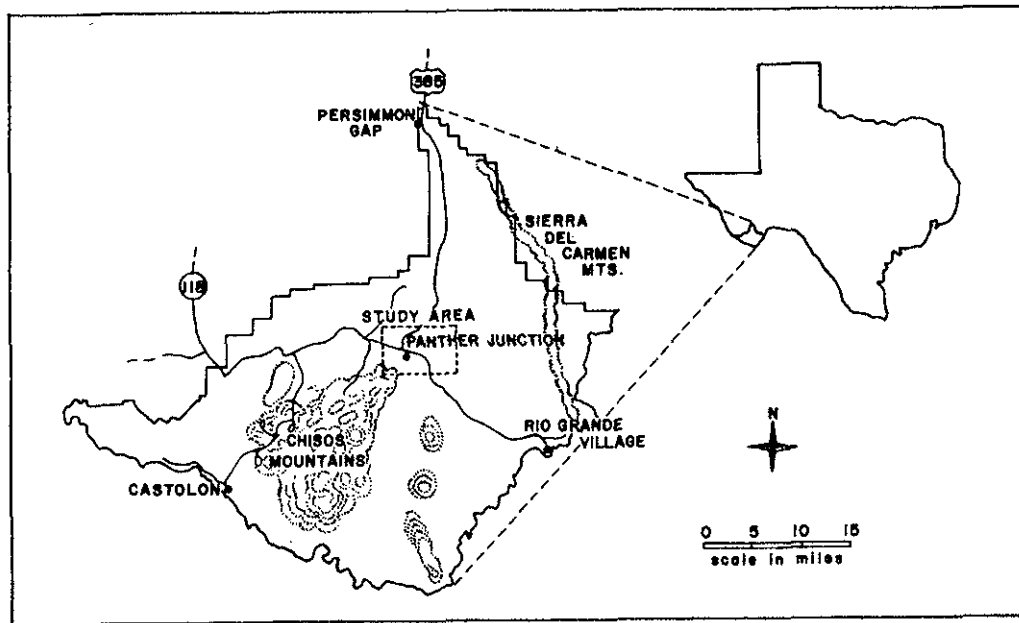 385
PERSIMMON
GAP
SIERRA
DEL
CARMEN
MTS.
118
STUDY AREA
PANTHER JUNCTION
RIO GRANDE
VILLAGE
CHISOS
MOUNTAINS
CASTOLON
N
0 5 10 15
scale in miles